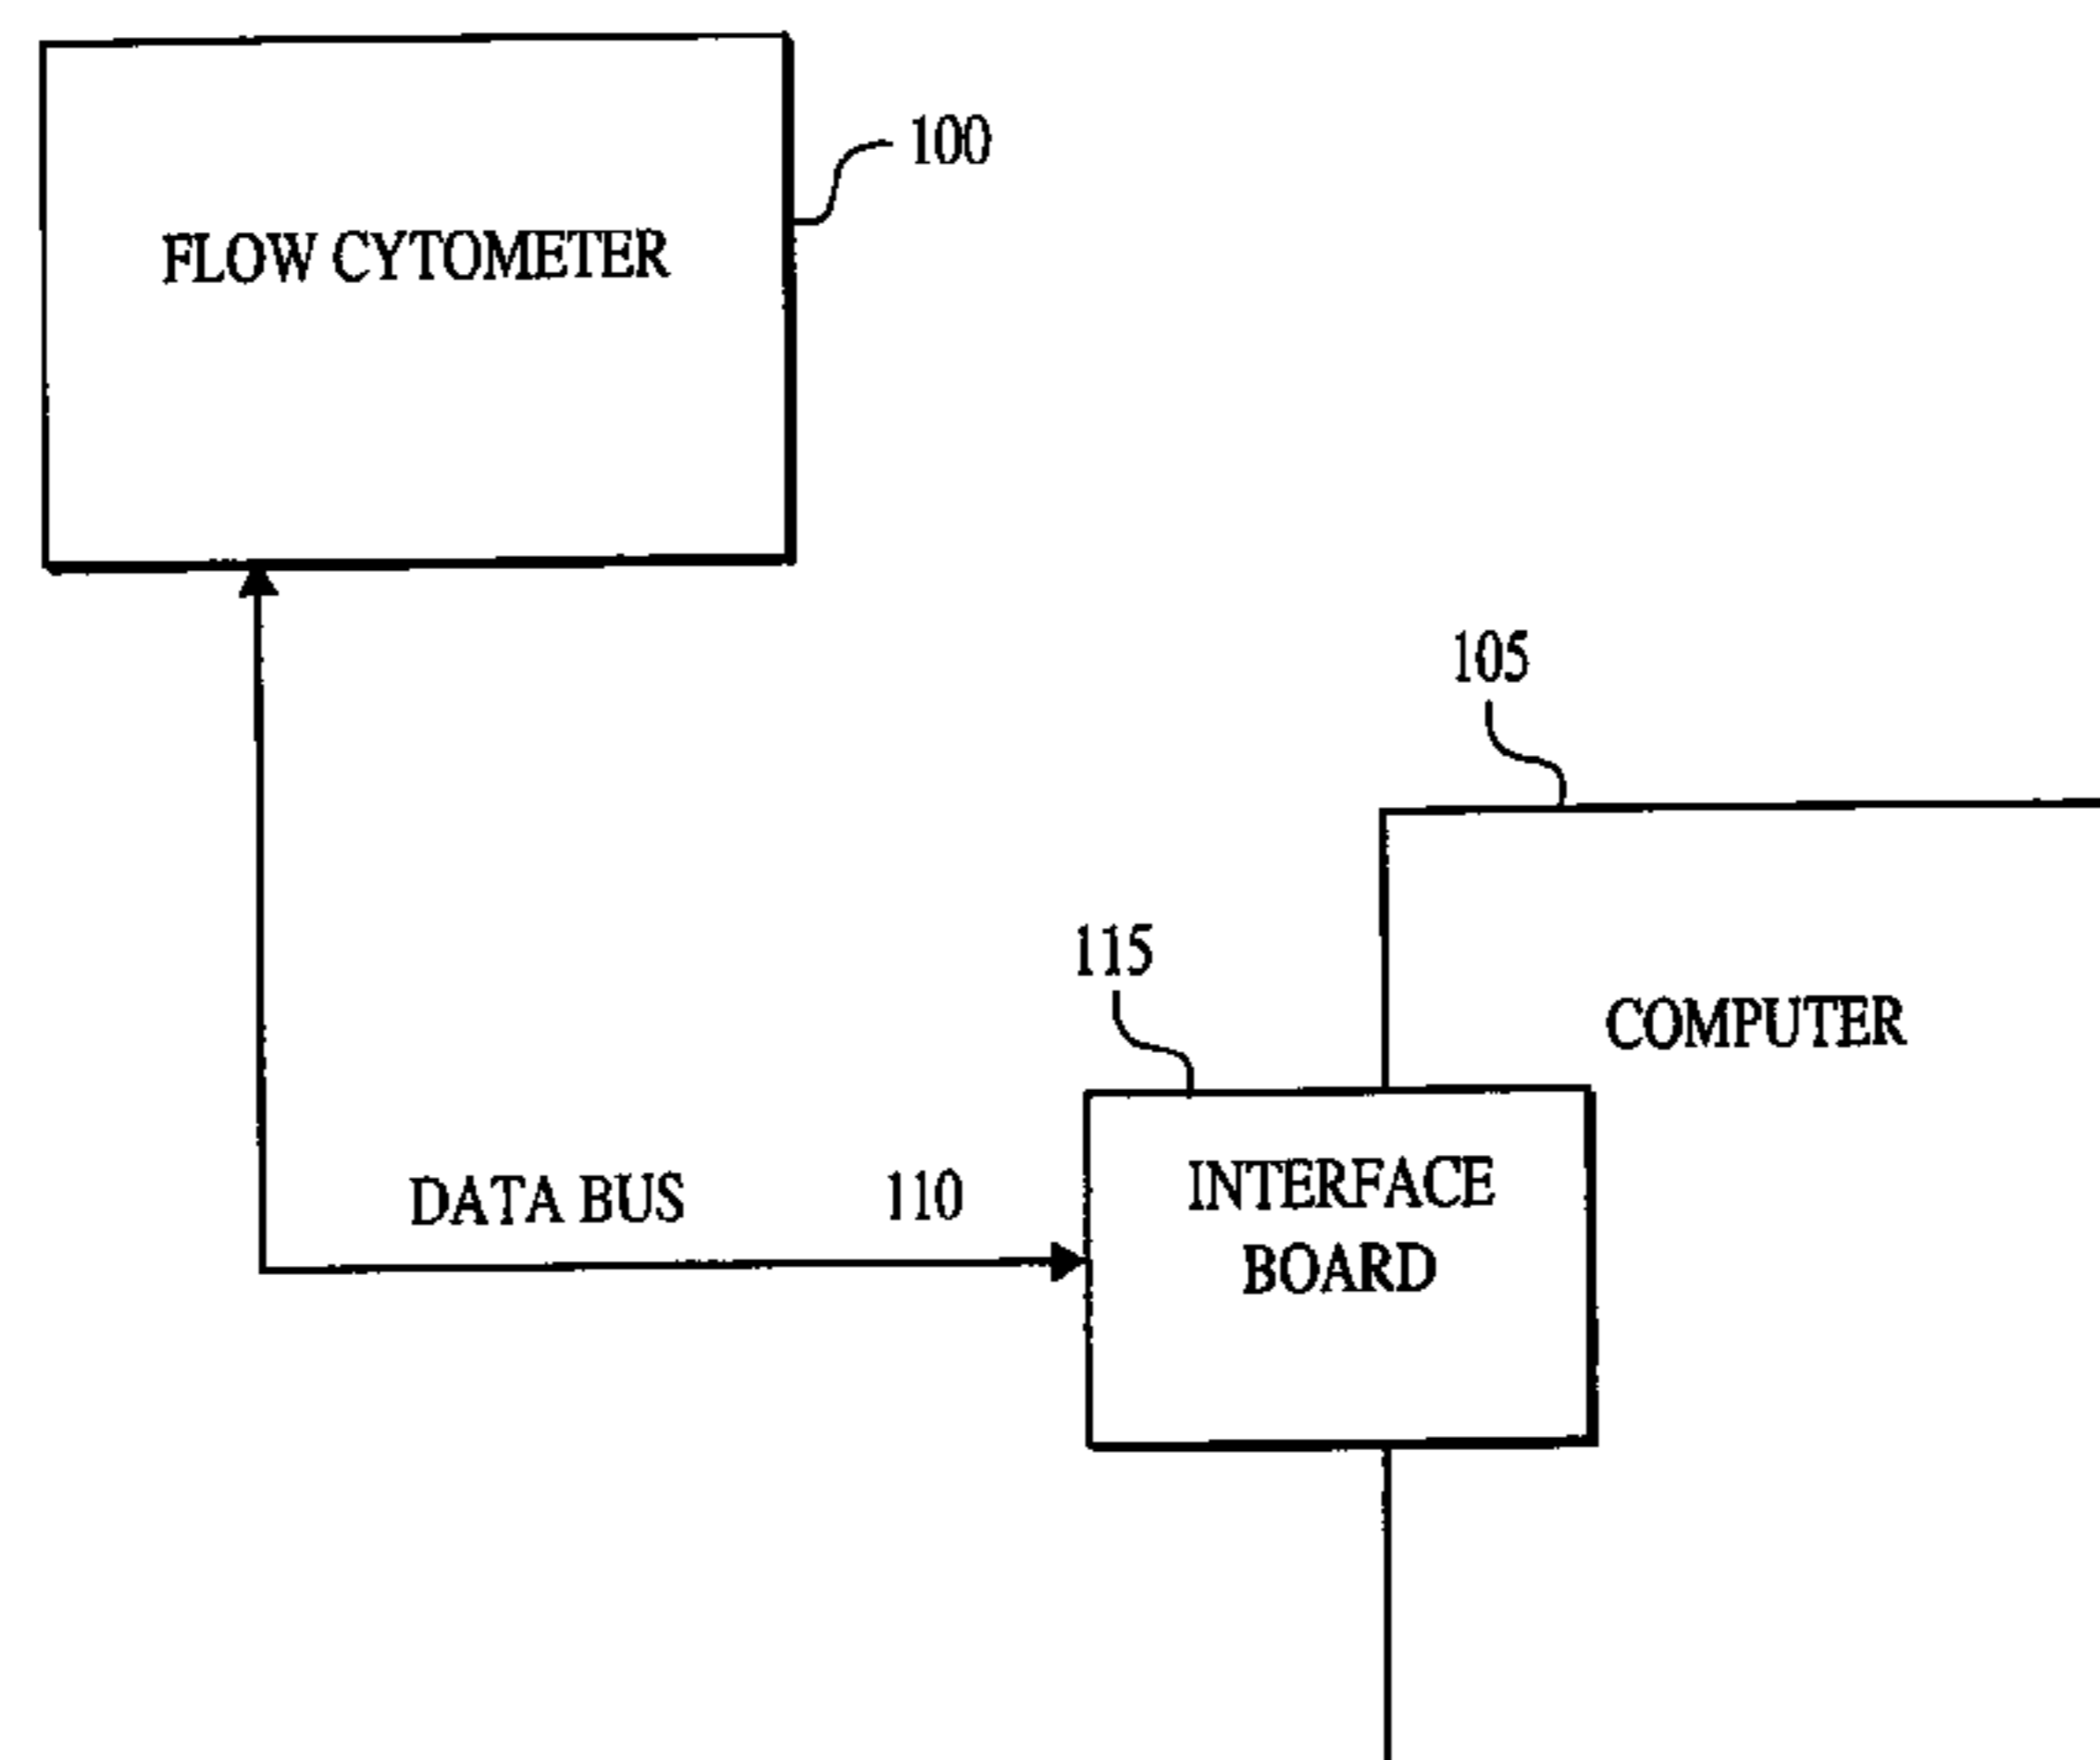 100
FLOW CYTOMETER
105
115
COMPUTER
DATA BUS
110
INTERFACE
BOARD